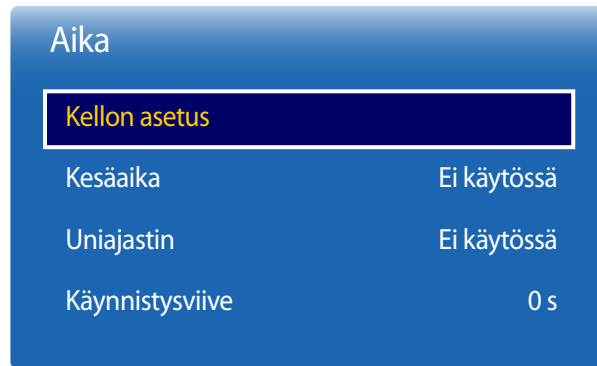 Aika
Kellon asetus
Kesäaika Ei käytössä
Uniajastin Ei käytössä
Käynnistysviive 0 s